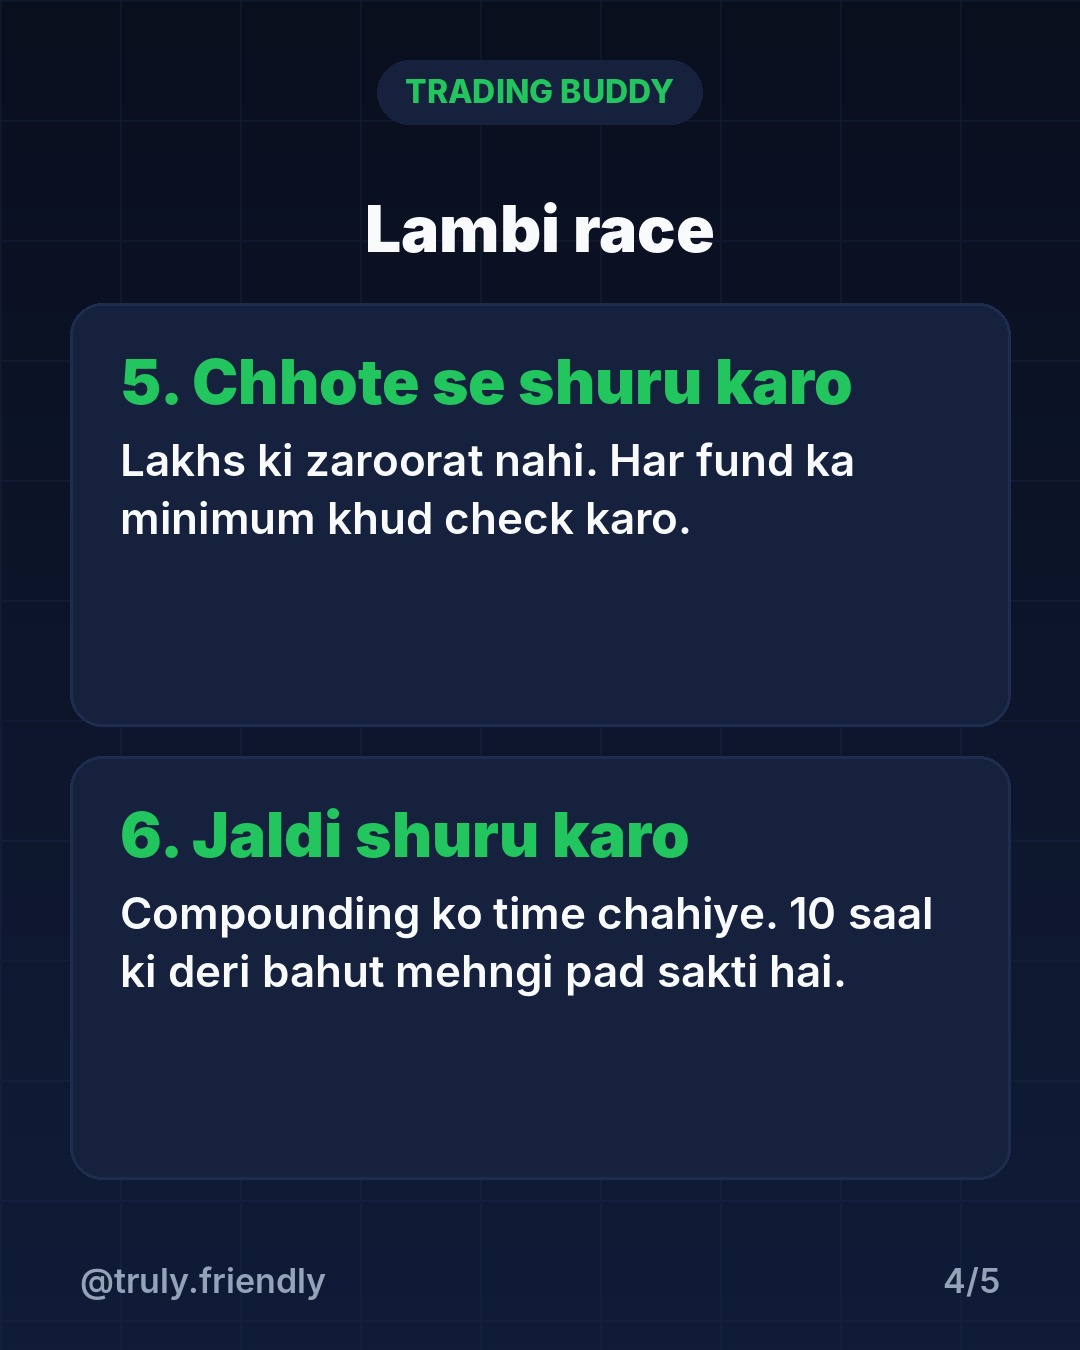 TRADING BUDDY
Lambi race
5. Chhote se shuru karo
Lakhs ki zaroorat nahi. Har fund ka
minimum khud check karo.
6. Jaldi shuru karo
Compounding ko time chahiye. 10 saal
ki deri bahut mehngi pad sakti hai.
@truly.friendly
4/5